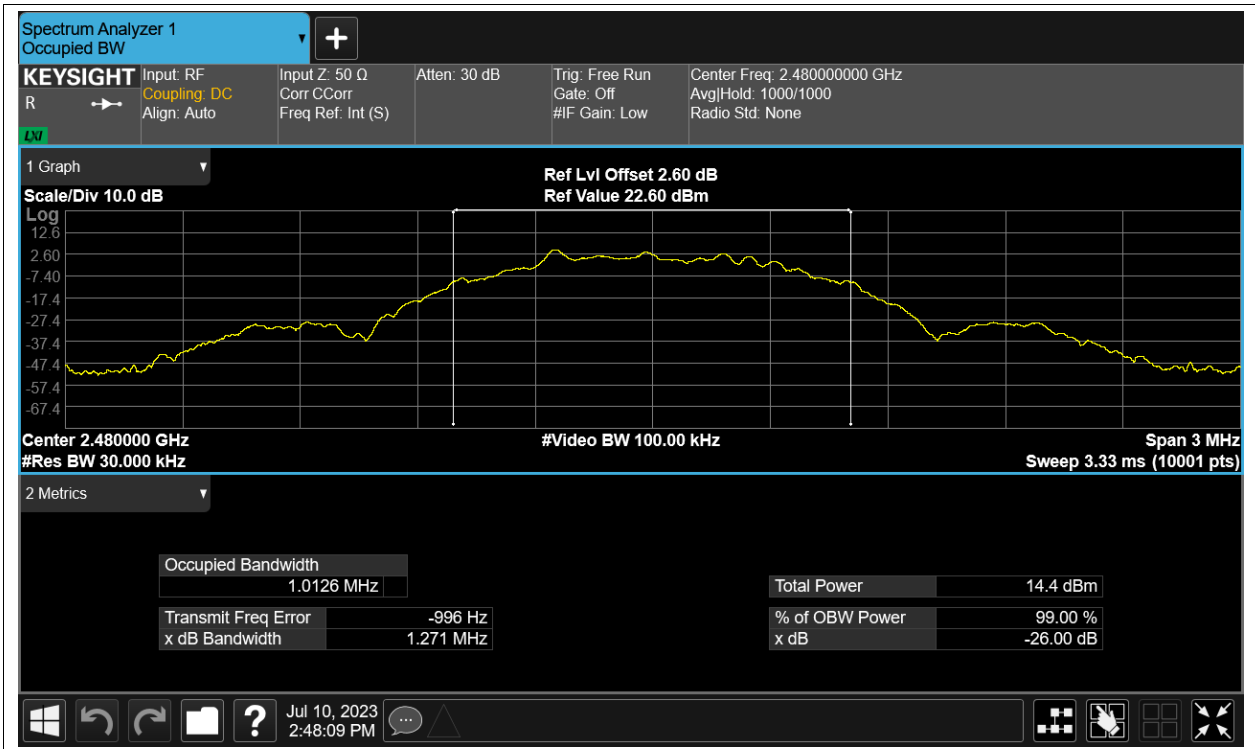 Spectrum Analyzer 1
Occupied BW
KEYSIGHT
R
LXI
Input: RF
Coupling: DC
Align: Auto
Input Z: 50 Ω
Corr CCorr
Freq Ref: Int (S)
Atten: 30 dB
Trig: Free Run
Gate: Off
#IF Gain: Low
Center Freq: 2.480000000 GHz
Avg|Hold: 1000/1000
Radio Std: None
1 Graph
Scale/Div 10.0 dB
Ref Lvl Offset 2.60 dB
Ref Value 22.60 dBm
Log
12.6
2.60
-7.40
-17.4
-27.4
-37.4
-47.4
-57.4
-67.4
Center 2.480000 GHz
#Res BW 30.000 kHz
#Video BW 100.00 kHz
Span 3 MHz
Sweep 3.33 ms (10001 pts)
2 Metrics
Occupied Bandwidth
1.0126 MHz
Transmit Freq Error -996 Hz
x dB Bandwidth 1.271 MHz
Total Power 14.4 dBm
% of OBW Power 99.00 %
x dB -26.00 dB
?
Jul 10, 2023
2:48:09 PM